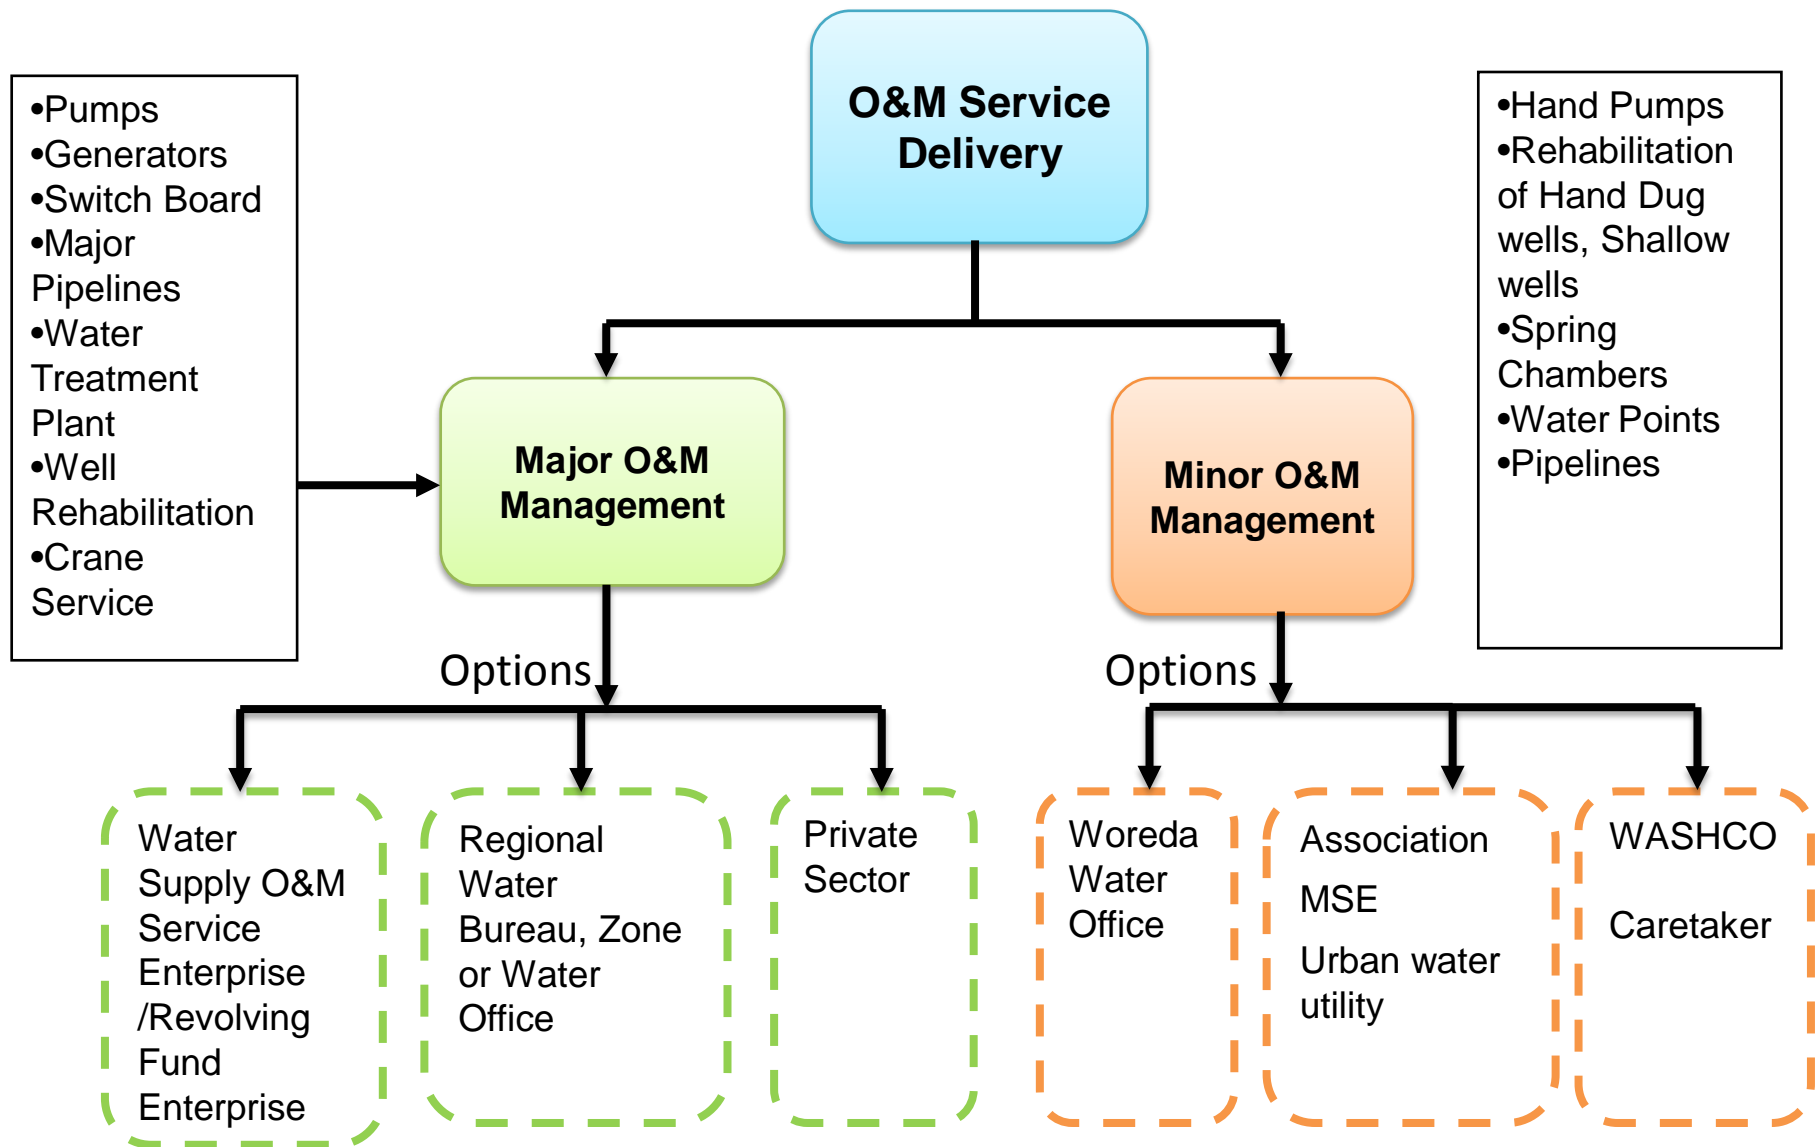 O&M Service
Delivery
•Pumps
•Generators
•Switch Board
•Major
Pipelines
•Water
Treatment
Plant
•Well
Rehabilitation
•Crane
Service
•Hand Pumps
•Rehabilitation
of Hand Dug
wells, Shallow
wells
•Spring
Chambers
•Water Points
•Pipelines
Major O&M
Management
Minor O&M
Management
Options
Options
Water
Supply O&M
Service
Enterprise
/Revolving
Fund
Enterprise
Regional
Water
Bureau, Zone
or Water
Office
Private
Sector
Woreda
Water
Office
Association
MSE
Urban water
utility
WASHCO
Caretaker